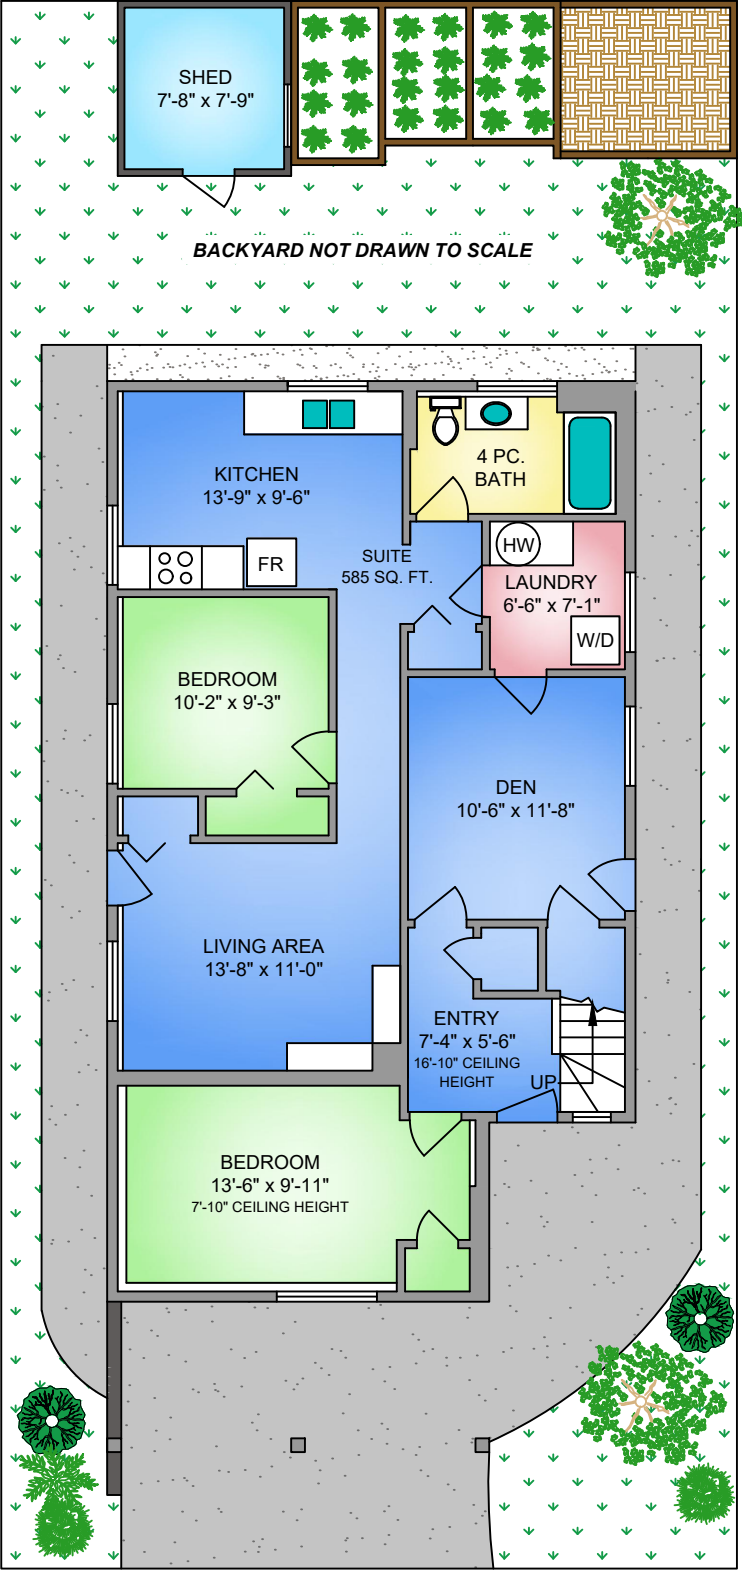 SHED
7'-8" x 7'-9"
BACKYARD NOT DRAWN TO SCALE
KITCHEN
13'-9" x 9'-6"
4 PC.
BATH
FR
SUITE
585 SQ. FT.
HW
LAUNDRY
6'-6" x 7'-1"
W/D
BEDROOM
10'-2" x 9'-3"
DEN
10'-6" x 11'-8"
LIVING AREA
13'-8" x 11'-0"
ENTRY
7'-4" x 5'-6"
16'-10" CEILING
HEIGHT
UP
BEDROOM
13'-6" x 9'-11"
7'-10" CEILING HEIGHT